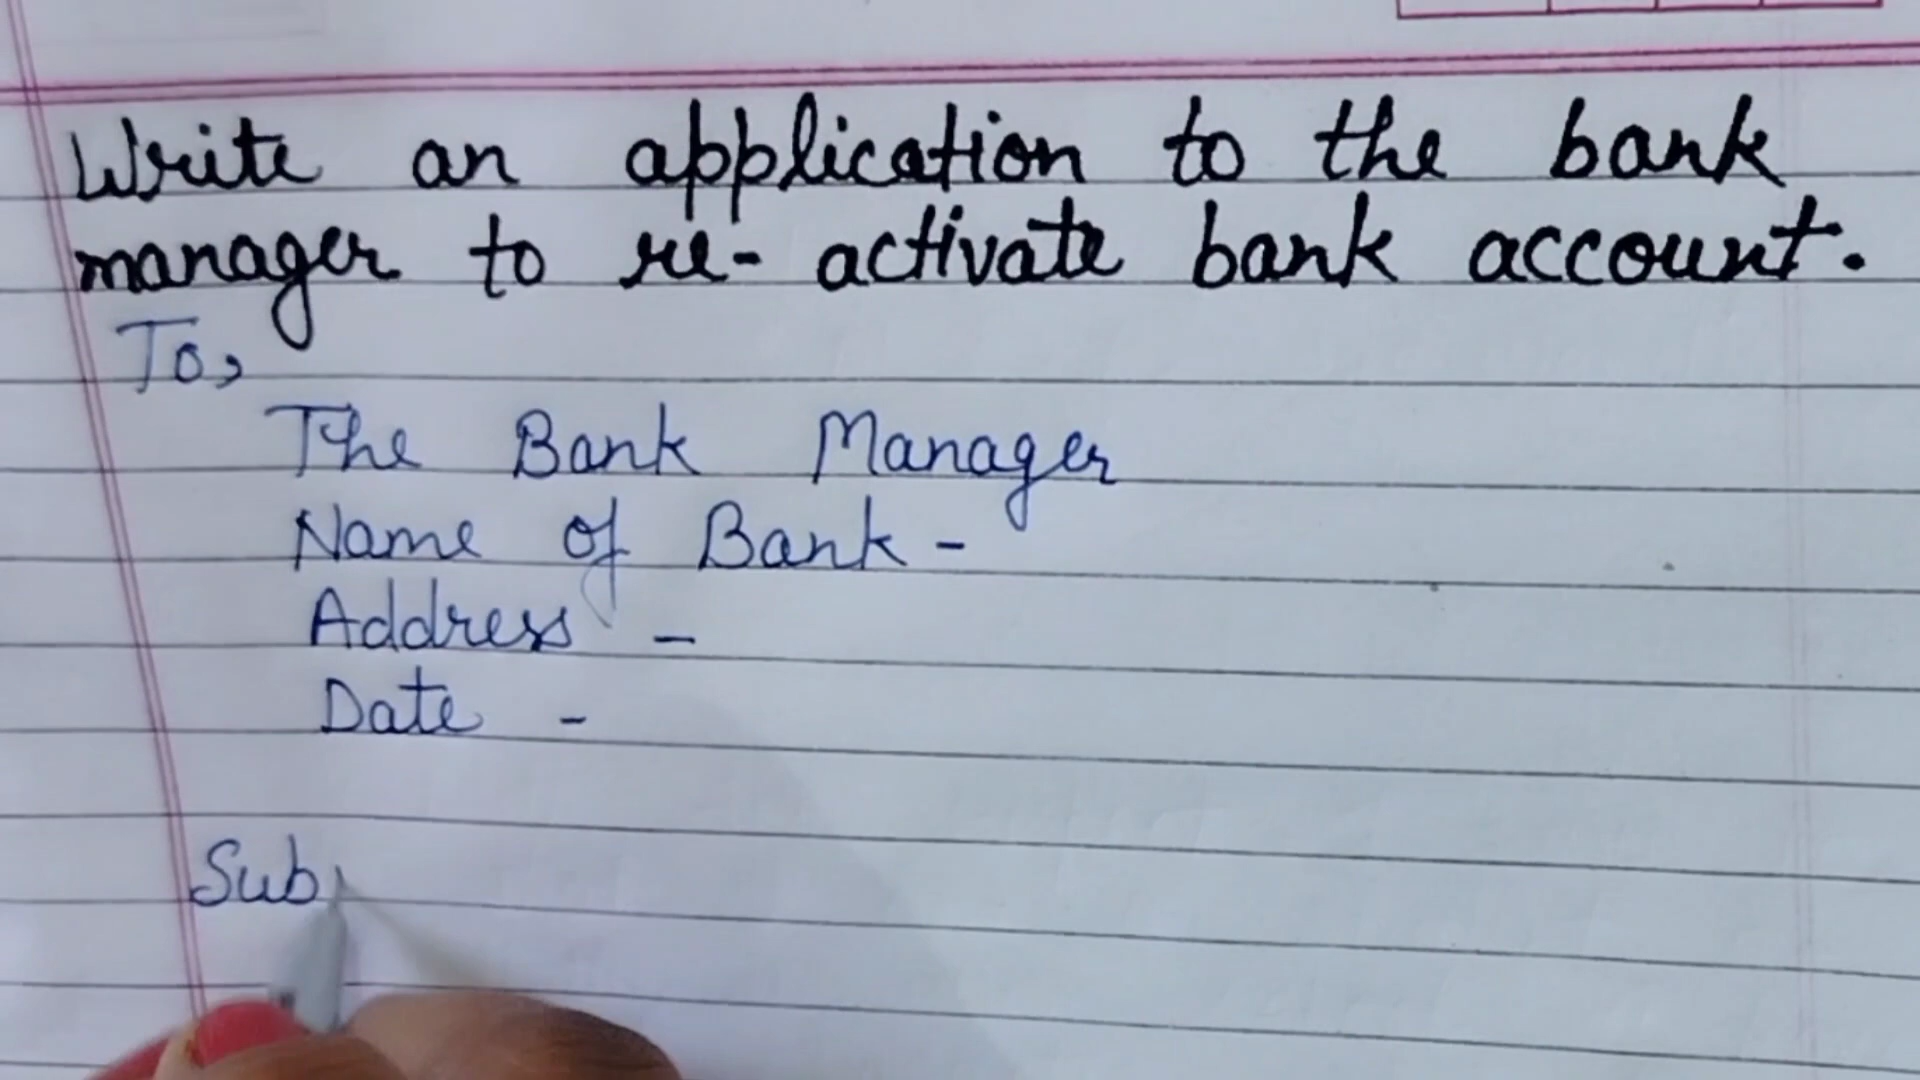 Write an application to the bank
manager to re-activate bank account.
To,
The Bank Manager
Name of Bank -
Address -
Date -
Sub